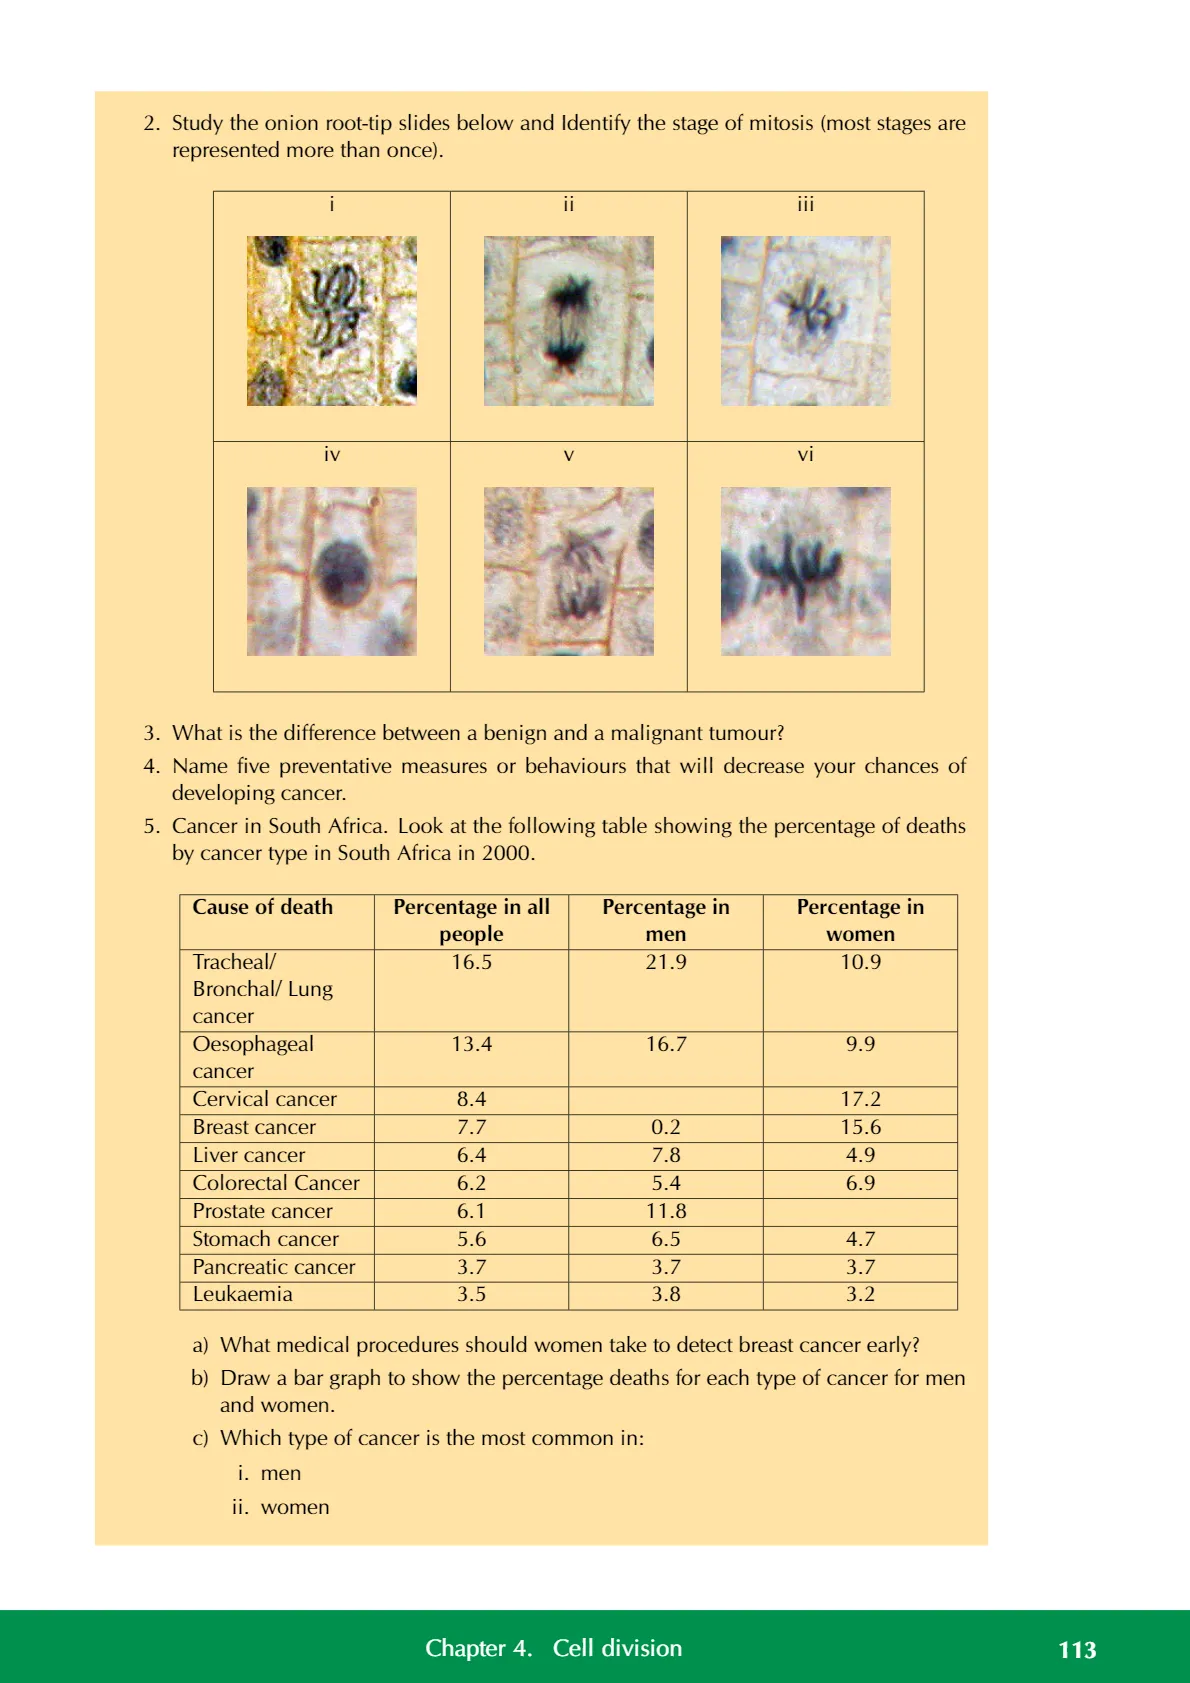 2. Study the onion root-tip slides below and Identify the stage of mitosis (most stages are
represented more than once).
i ii iii
iv v vi
3. What is the difference between a benign and a malignant tumour?
4. Name five preventative measures or behaviours that will decrease your chances of
developing cancer.
5. Cancer in South Africa. Look at the following table showing the percentage of deaths
by cancer type in South Africa in 2000.
Cause of death Percentage in all Percentage in Percentage in
people men women
Tracheal/ 16.5 21.9 10.9
Bronchal/ Lung
cancer
Oesophageal 13.4 16.7 9.9
cancer
Cervical cancer 8.4 17.2
Breast cancer 7.7 0.2 15.6
Liver cancer 6.4 7.8 4.9
Colorectal Cancer 6.2 5.4 6.9
Prostate cancer 6.1 11.8
Stomach cancer 5.6 6.5 4.7
Pancreatic cancer 3.7 3.7 3.7
Leukaemia 3.5 3.8 3.2
a) What medical procedures should women take to detect breast cancer early?
b) Draw a bar graph to show the percentage deaths for each type of cancer for men
and women.
c) Which type of cancer is the most common in:
i. men
ii. women
Chapter 4. Cell division 113